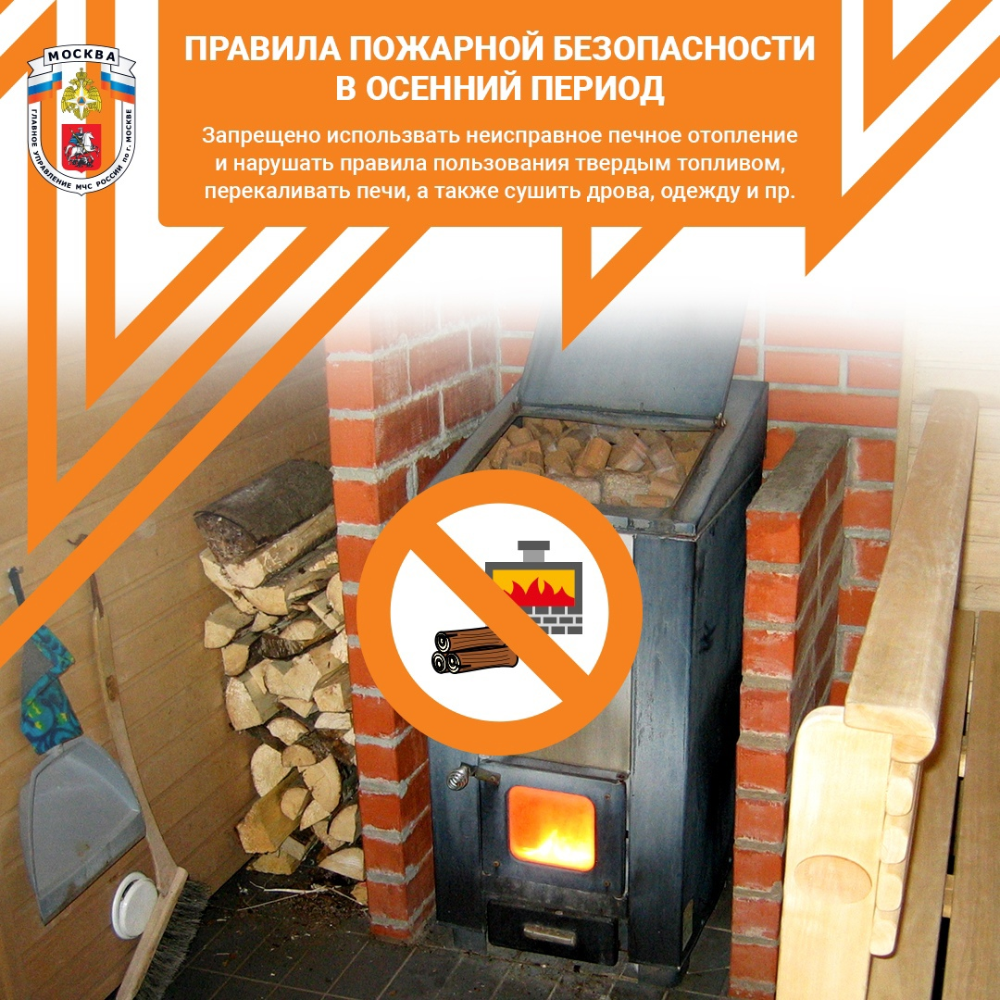 МОСКВА
ГЛАВНОЕ УПРАВЛЕНИЕ МЧС РОССИИ по г. МОСКВЕ
ПРАВИЛА ПОЖАРНОЙ БЕЗОПАСНОСТИ
В ОСЕННИЙ ПЕРИОД
Запрещено использвать неисправное печное отопление
и нарушать правила пользования твердым топливом,
перекаливать печи, а также сушить дрова, одежду и пр.